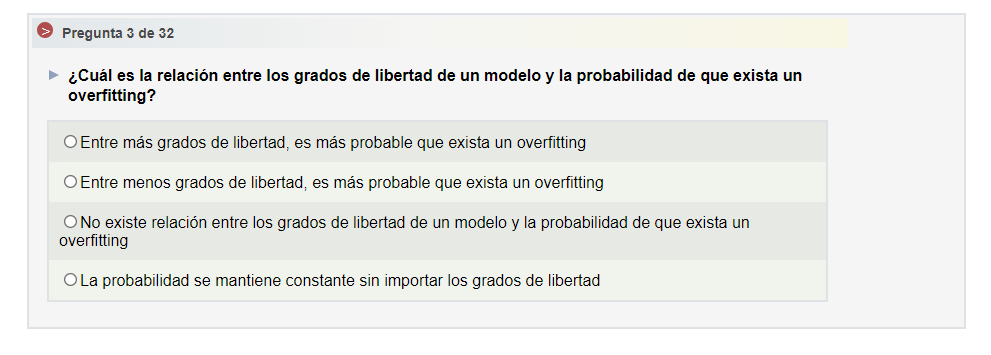 > Pregunta 3 de 32
¿Cuál es la relación entre los grados de libertad de un modelo y la probabilidad de que exista un
overfitting?
Entre más grados de libertad, es más probable que exista un overfitting
Entre menos grados de libertad, es más probable que exista un overfitting
No existe relación entre los grados de libertad de un modelo y la probabilidad de que exista un
overfitting
La probabilidad se mantiene constante sin importar los grados de libertad